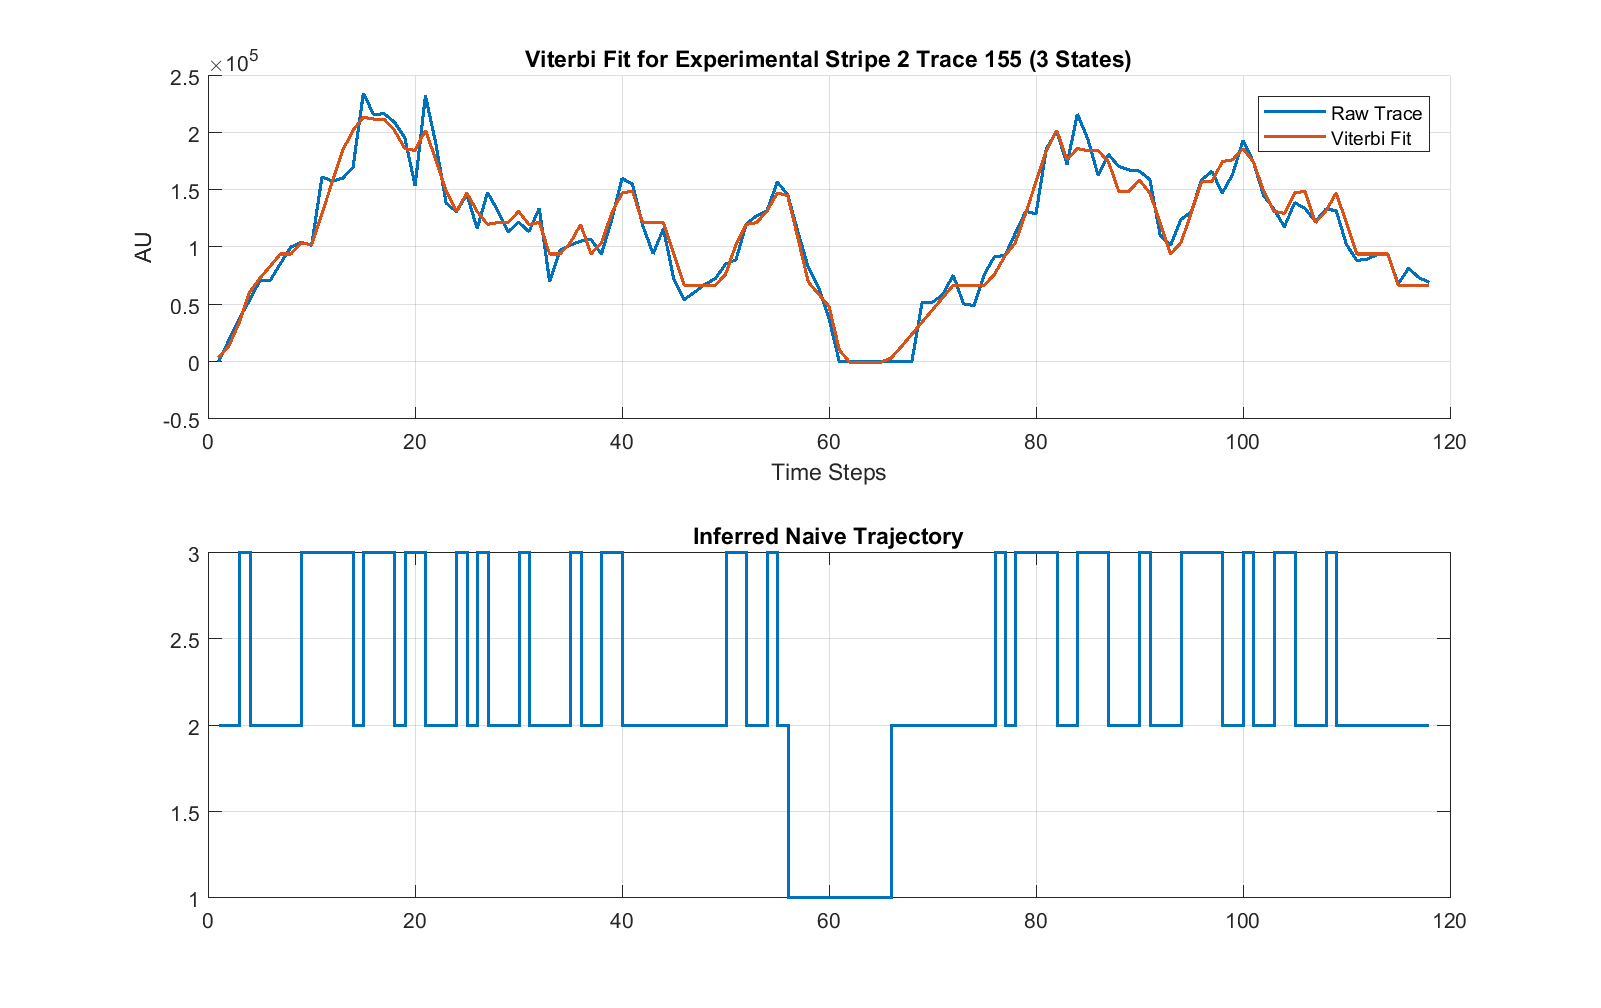 Viterbi Fit for Experimental Stripe 2 Trace 155 (3 States)
×10^5
2.5
2
1.5
1
0.5
0
-0.5
AU
Raw Trace
Viterbi Fit
0 20 40 60 80 100 120
Time Steps
Inferred Naive Trajectory
3
2.5
2
1.5
1
0 20 40 60 80 100 120